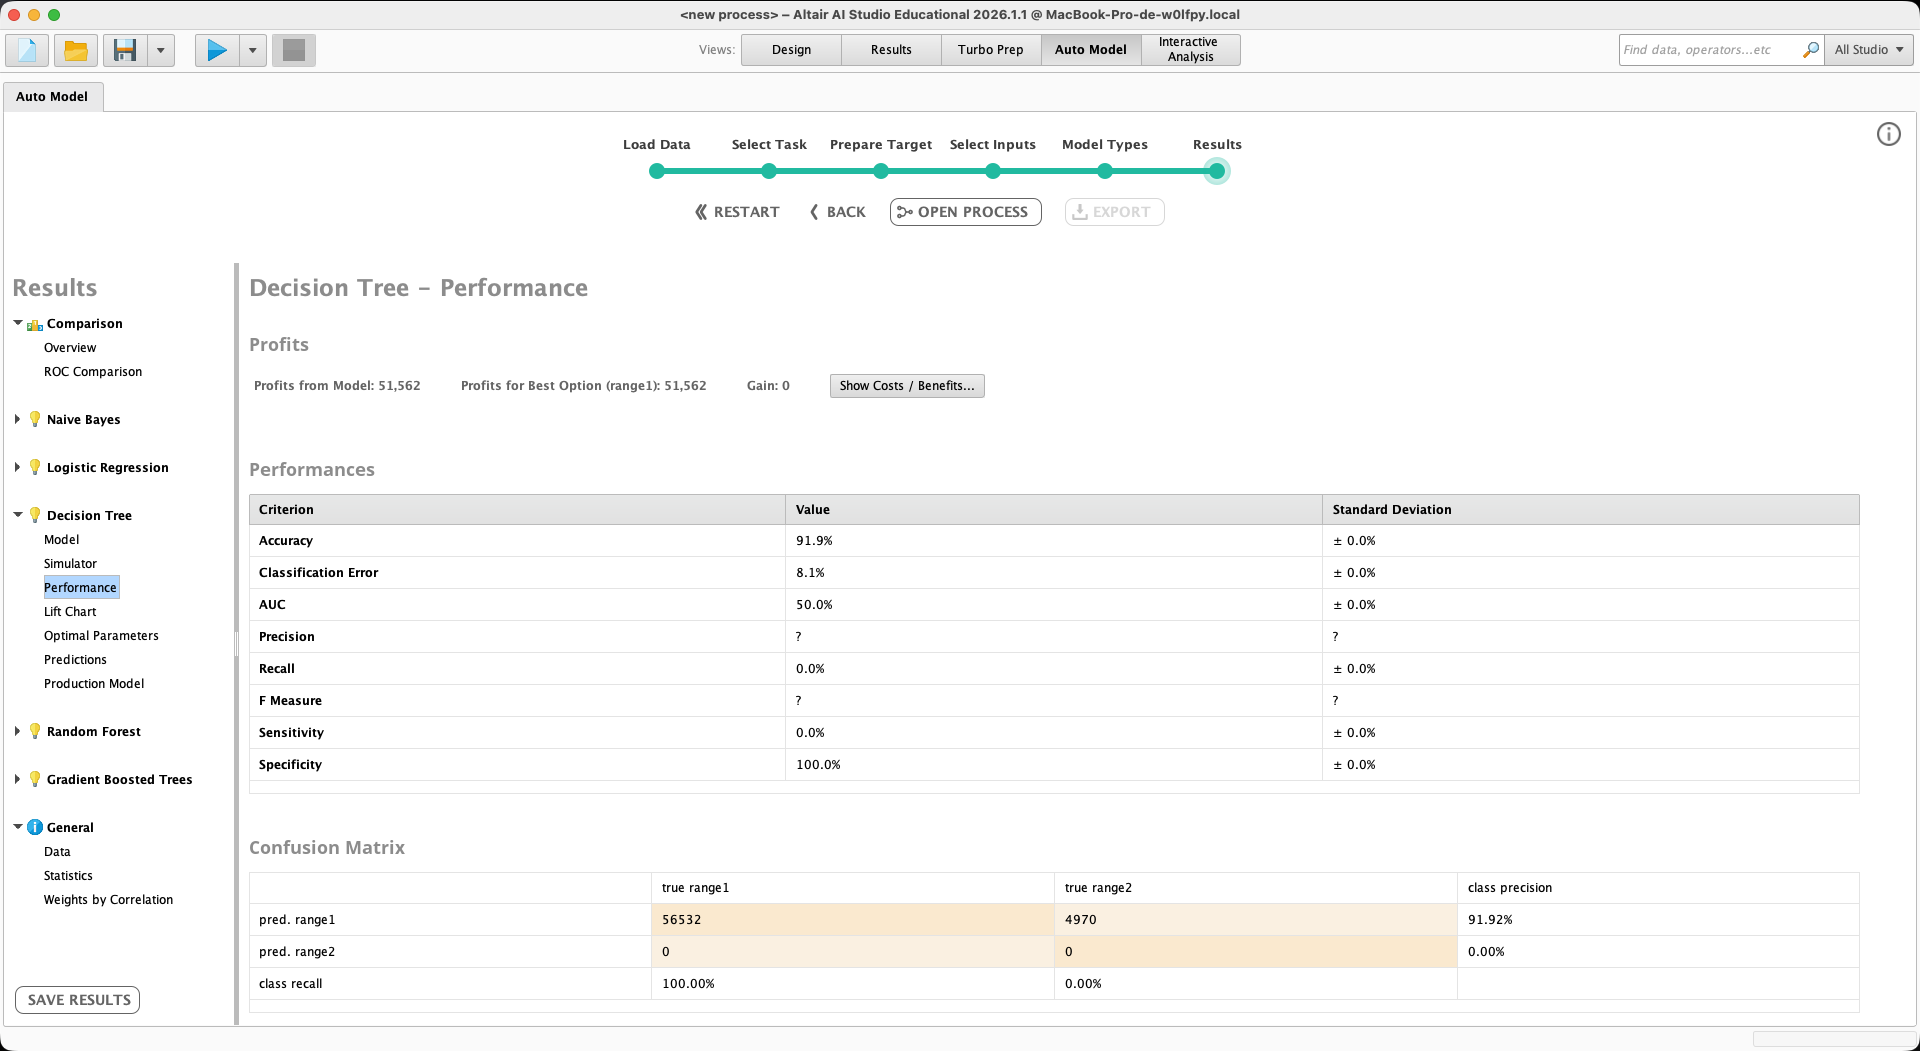 <new process> – Altair AI Studio Educational 2026.1.1 @ MacBook-Pro-de-w0lfpy.local
Views: Design Results Turbo Prep Auto Model Interactive Analysis
Find data, operators...etc All Studio
Auto Model
Load Data Select Task Prepare Target Select Inputs Model Types Results
RESTART BACK OPEN PROCESS EXPORT
Results
Comparison
Overview
ROC Comparison
Naive Bayes
Logistic Regression
Decision Tree
Model
Simulator
Performance
Lift Chart
Optimal Parameters
Predictions
Production Model
Random Forest
Gradient Boosted Trees
General
Data
Statistics
Weights by Correlation
SAVE RESULTS
Decision Tree – Performance
Profits
Profits from Model: 51,562 Profits for Best Option (range1): 51,562 Gain: 0 Show Costs / Benefits...
Performances
Criterion Value Standard Deviation
Accuracy 91.9% ± 0.0%
Classification Error 8.1% ± 0.0%
AUC 50.0% ± 0.0%
Precision ? ?
Recall 0.0% ± 0.0%
F Measure ? ?
Sensitivity 0.0% ± 0.0%
Specificity 100.0% ± 0.0%
Confusion Matrix
true range1 true range2 class precision
pred. range1 56532 4970 91.92%
pred. range2 0 0 0.00%
class recall 100.00% 0.00%